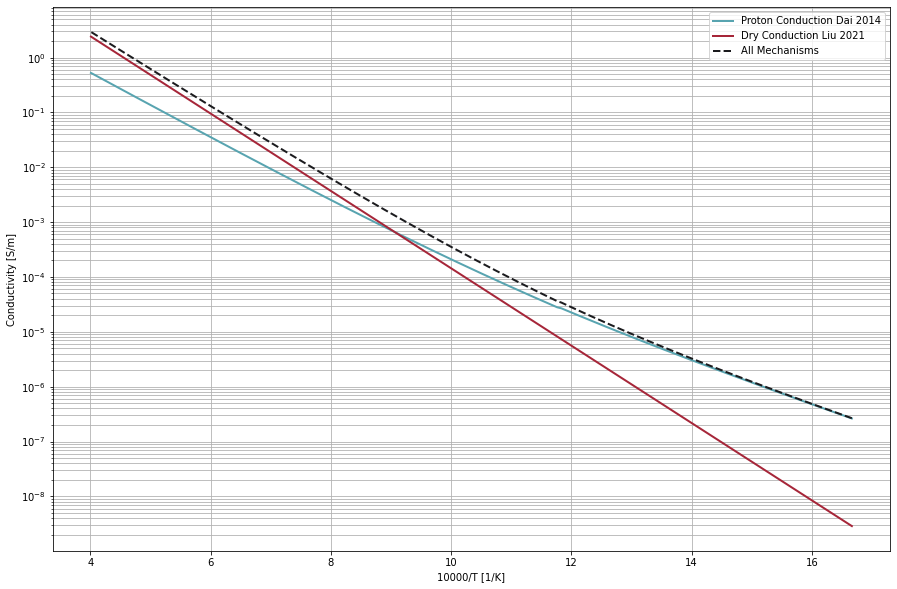 Proton Conduction Dai 2014
Dry Conduction Liu 2021
All Mechanisms
Conductivity [S/m]
10⁰
10⁻¹
10⁻²
10⁻³
10⁻⁴
10⁻⁵
10⁻⁶
10⁻⁷
10⁻⁸
4 6 8 10 12 14 16
10000/T [1/K]